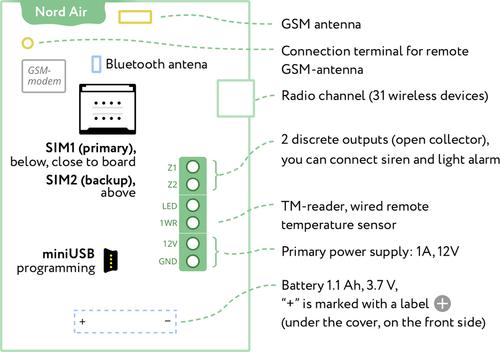 Nord Air
GSM antenna
Connection terminal for remote
GSM-antenna
GSM-
modem
Bluetooth antena
Radio channel (31 wireless devices)
SIM1 (primary),
below, close to board
SIM2 (backup),
above
Z1
Z2
LED
1WR
12V
GND
2 discrete outputs (open collector),
you can connect siren and light alarm
TM-reader, wired remote
temperature sensor
Primary power supply: 1A, 12V
miniUSB
programming
Battery 1.1 Ah, 3.7 V,
“+” is marked with a label +
(under the cover, on the front side)
+ −